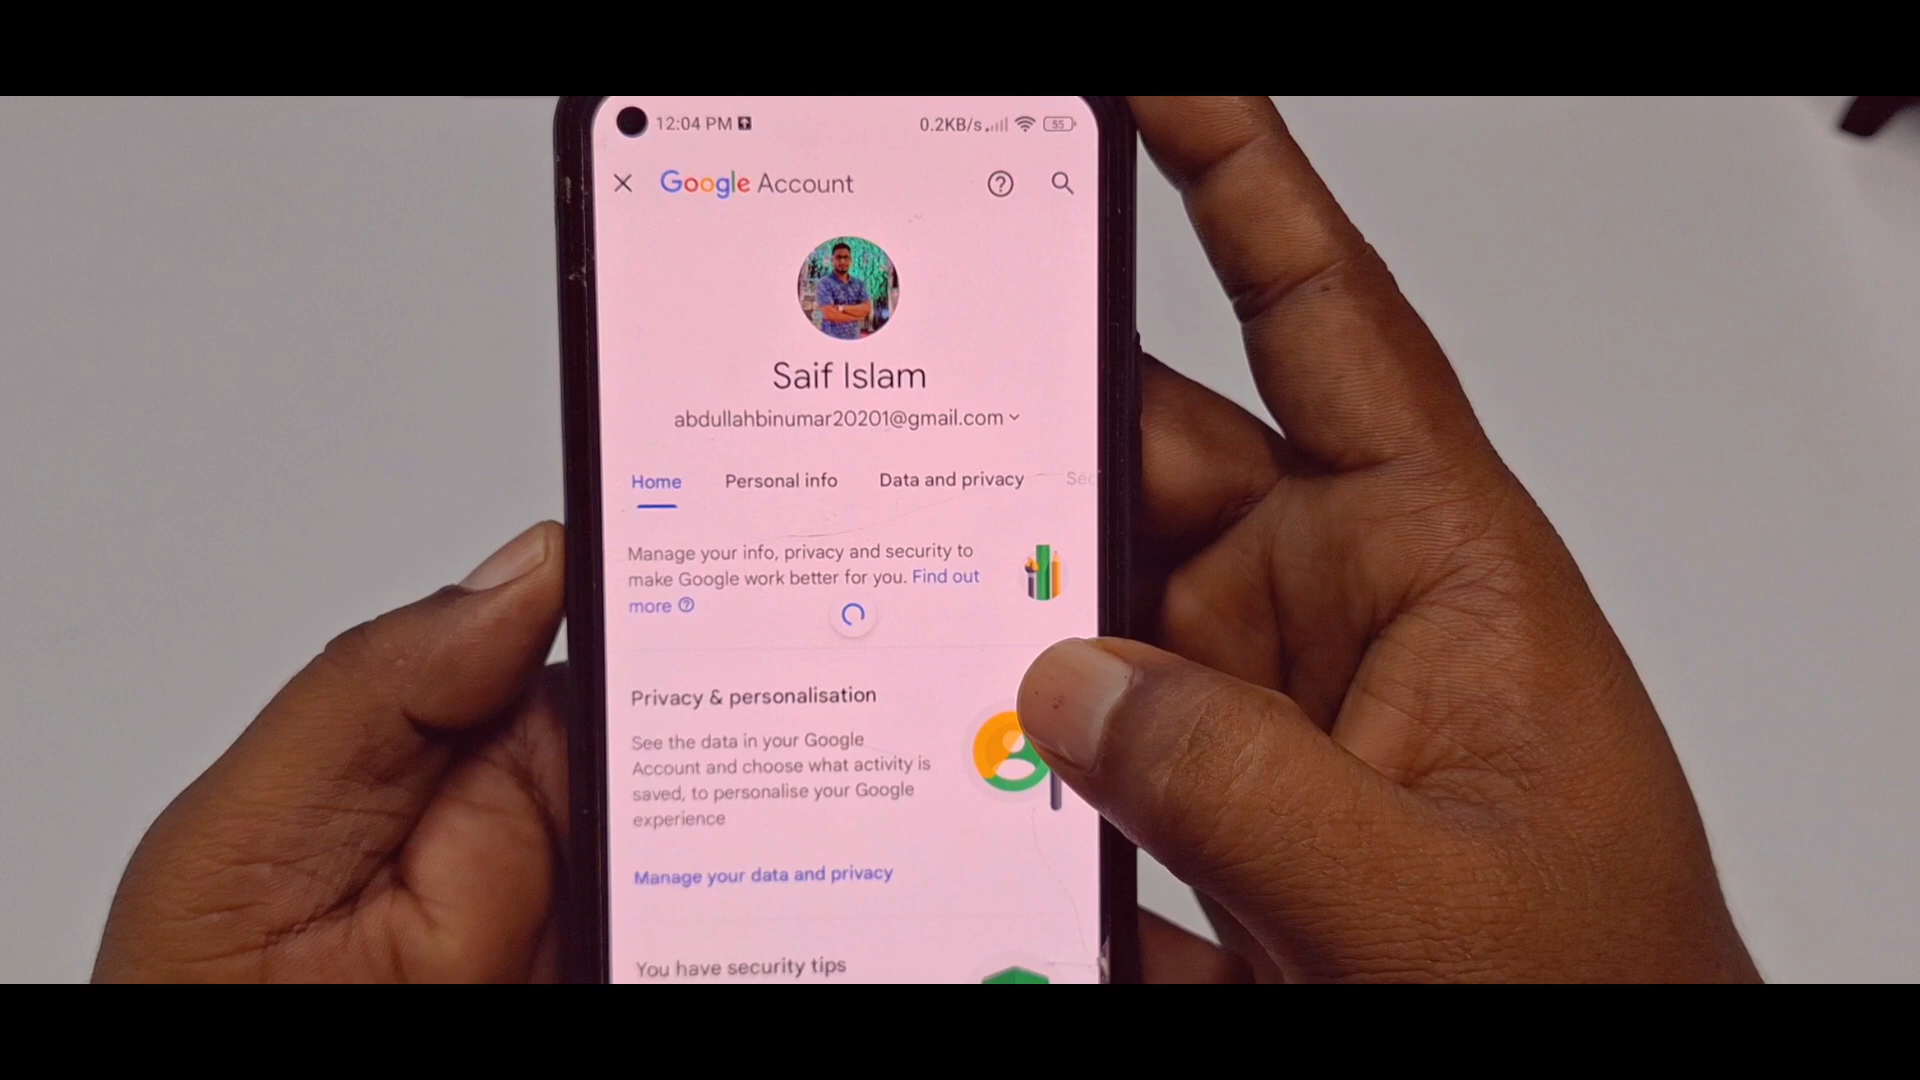 12:04 PM
0.2KB/s
55
Google Account
Saif Islam
abdullahbinumar20201@gmail.com
Home
Personal info
Data and privacy
Sec
Manage your info, privacy and security to
make Google work better for you. Find out
more
Privacy & personalisation
See the data in your Google
Account and choose what activity is
saved, to personalise your Google
experience
Manage your data and privacy
You have security tips